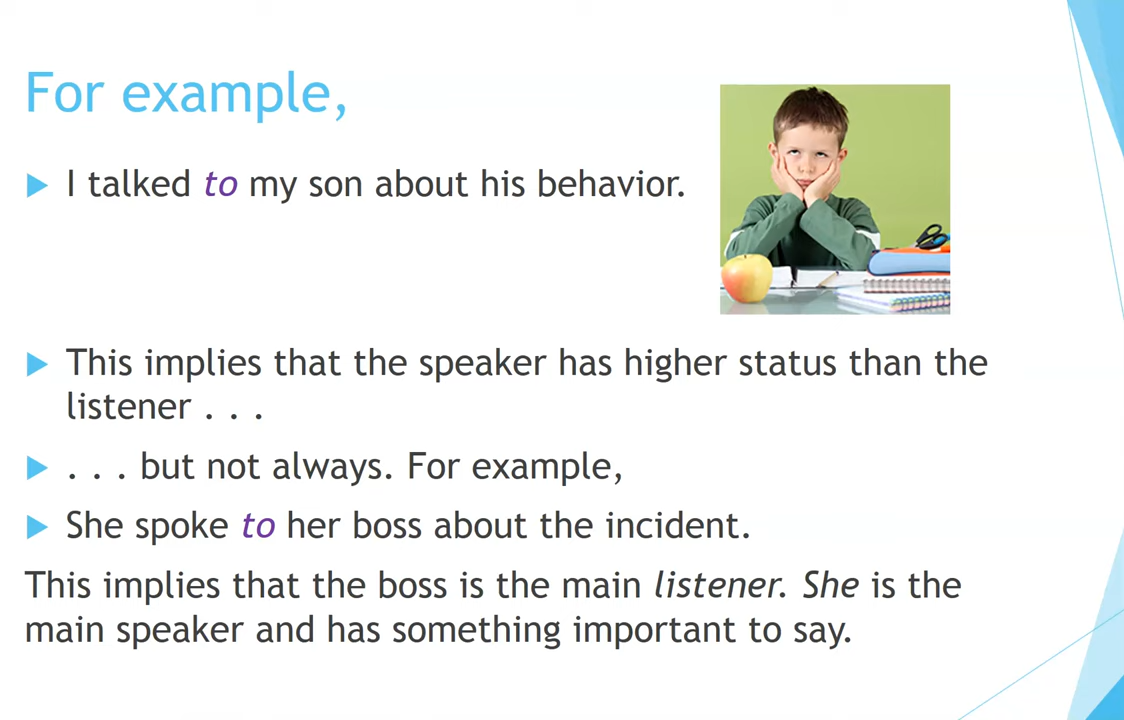 For example,
I talked to my son about his behavior.
This implies that the speaker has higher status than the
listener . . .
. . . but not always. For example,
She spoke to her boss about the incident.
This implies that the boss is the main listener. She is the
main speaker and has something important to say.